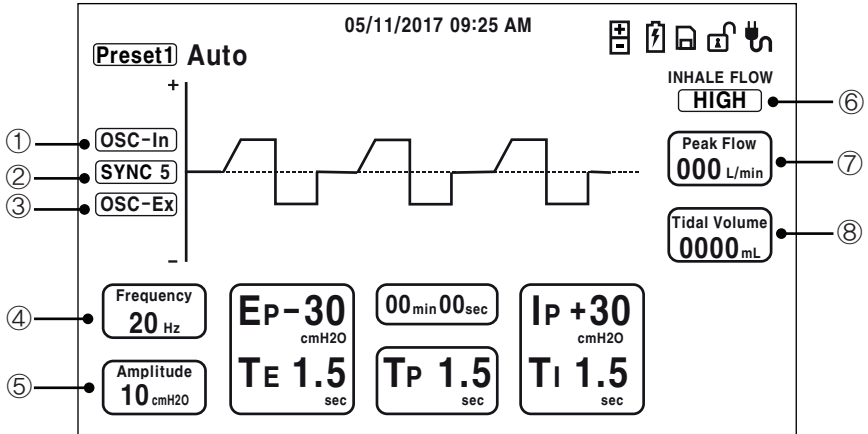 05/11/2017 09:25 AM
Preset1 Auto
INHALE FLOW
HIGH
⑥
+
① OSC-In
② SYNC 5
③ OSC-Ex
−
Peak Flow
000 L/min
⑦
Tidal Volume
0000 mL
⑧
④ Frequency
20 Hz
⑤ Amplitude
10 cmH2O
EP-30
cmH2O
TE 1.5
sec
00min00sec
TP 1.5
sec
IP +30
cmH2O
TI 1.5
sec